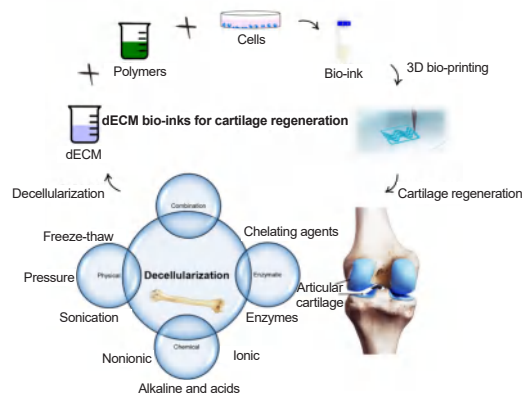 Cells
Polymers
Bio-ink
3D bio-printing
dECM bio-inks for cartilage regeneration
dECM
Decellularization
Cartilage regeneration
Combination
Freeze-thaw
Chelating agents
Pressure
Physical
Decellularization
Enzymatic
Articular
cartilage
Sonication
Enzymes
Chemical
Nonionic
Ionic
Alkaline and acids